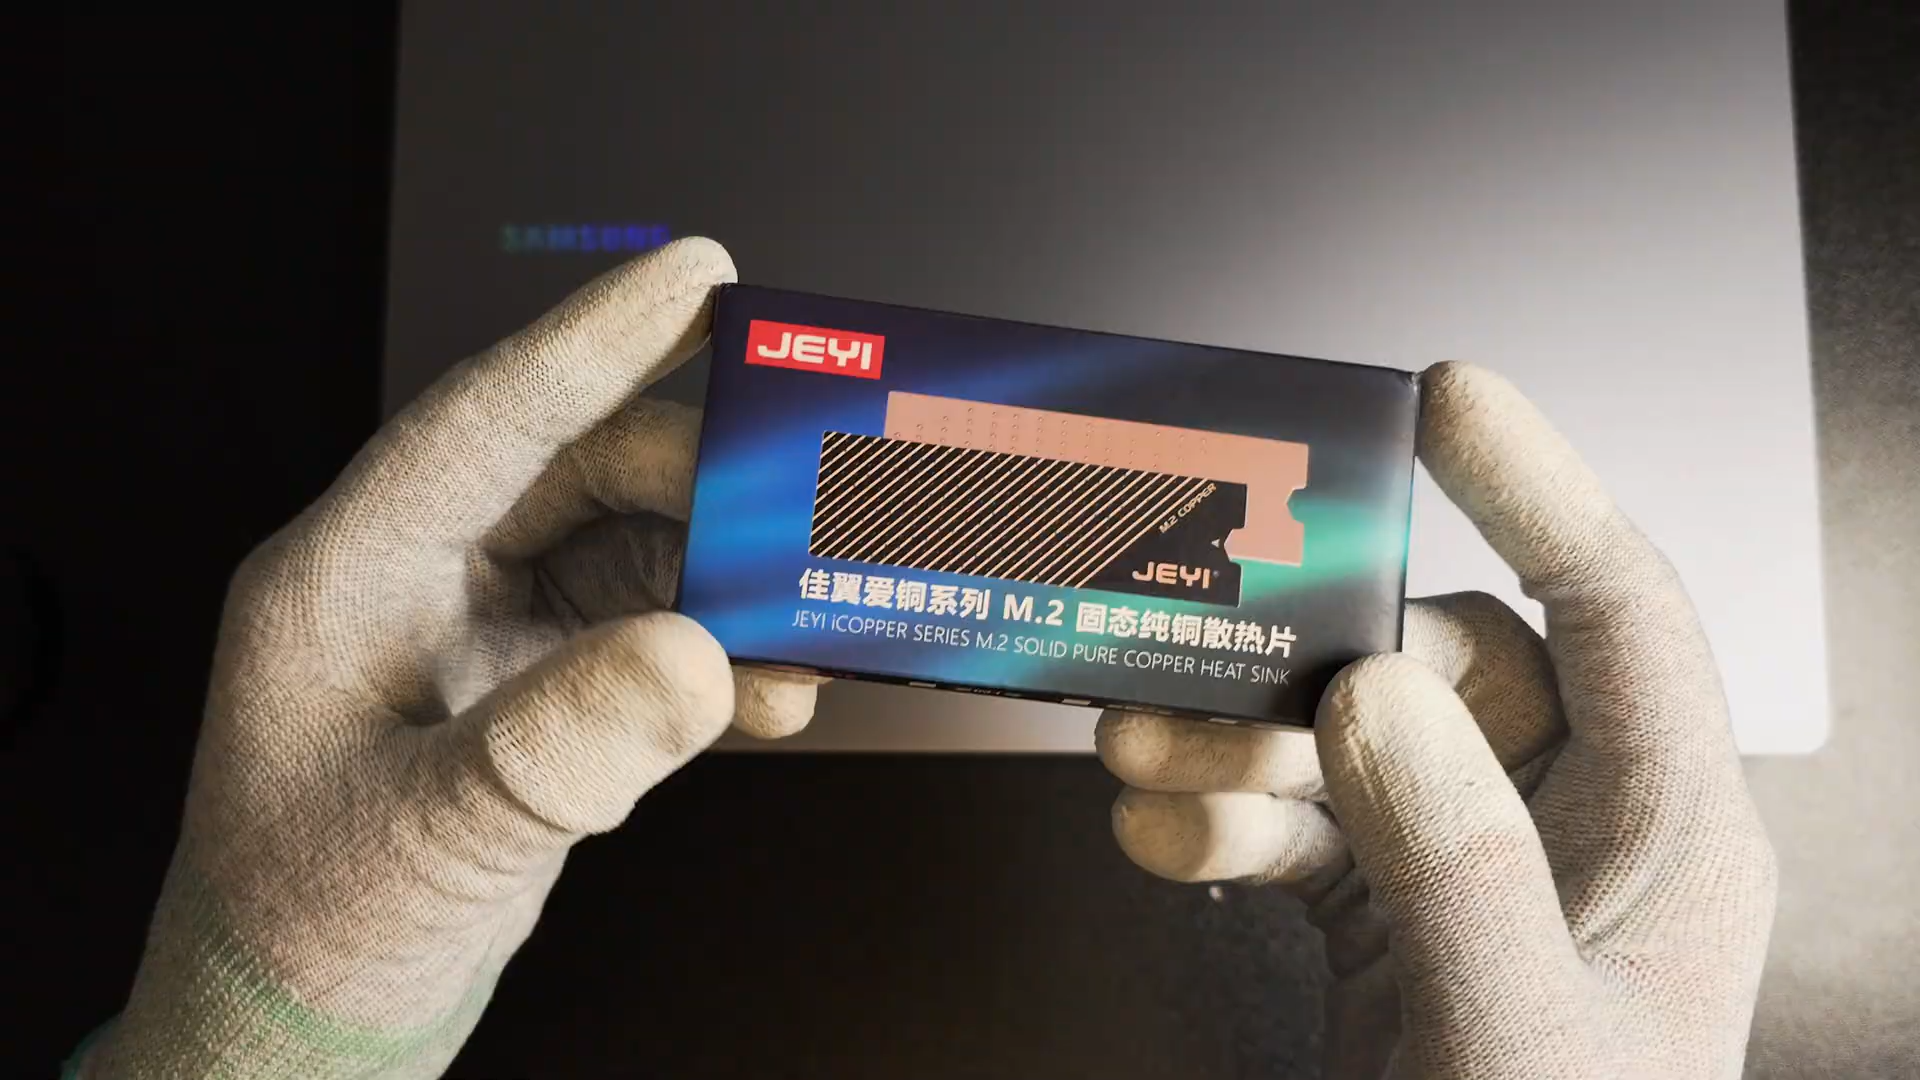 SAMSUNG
JEYI
M.2 COPPER
JEYI
佳翼爱铜系列 M.2 固态纯铜散热片
JEYI iCOPPER SERIES M.2 SOLID PURE COPPER HEAT SINK